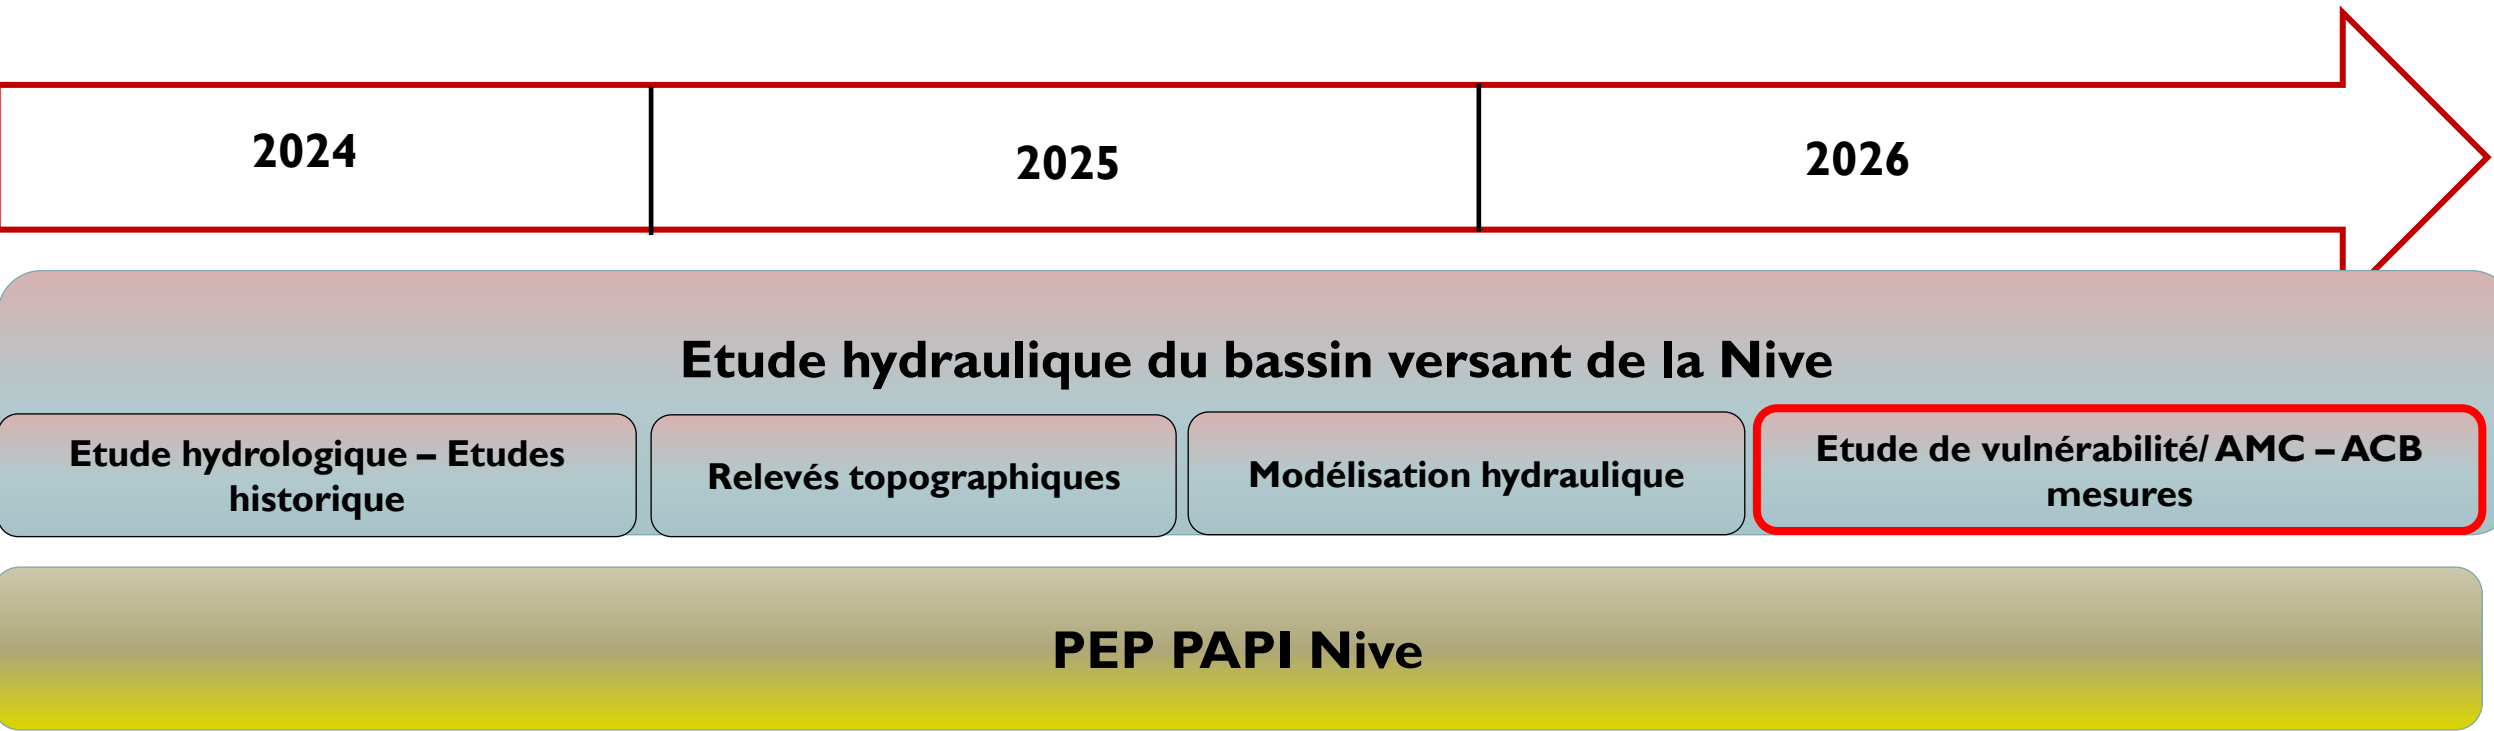 2024
2025
2026
Etude hydraulique du bassin versant de la Nive
Etude hydrologique – Etudes
historique
Relevés topographiques
Modélisation hydraulique
Etude de vulnérabilité/ AMC – ACB
mesures
PEP PAPI Nive